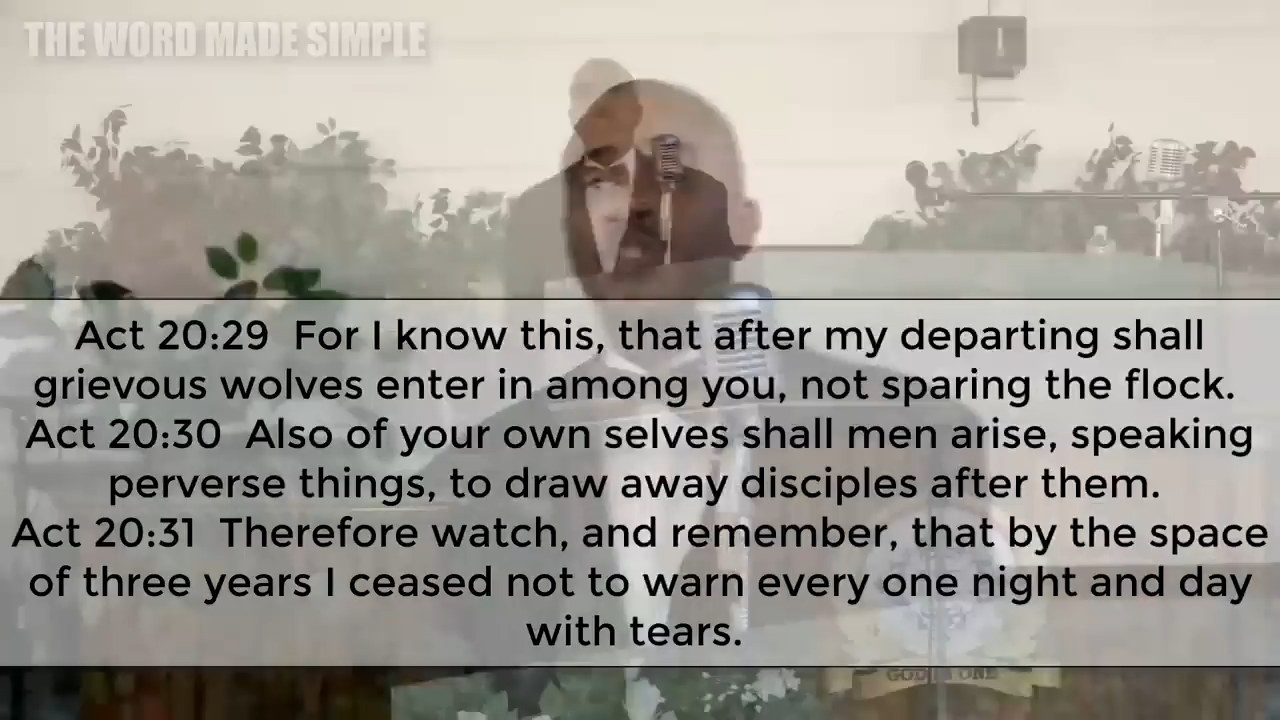 THE WORD MADE SIMPLE
Act 20:29  For I know this, that after my departing shall
grievous wolves enter in among you, not sparing the flock.
Act 20:30  Also of your own selves shall men arise, speaking
perverse things, to draw away disciples after them.
Act 20:31  Therefore watch, and remember, that by the space
of three years I ceased not to warn every one night and day
with tears.
GOD IS ONE